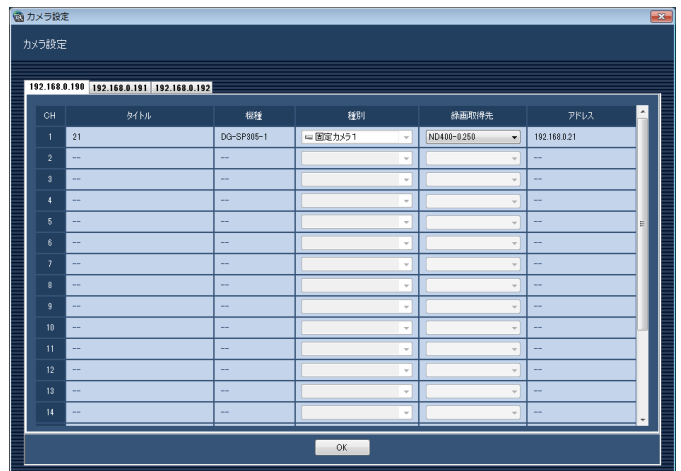 カメラ設定
カメラ設定
192.168.0.190 192.168.0.191 192.168.0.192
CH タイトル 機種 種別 録画取得先 アドレス
1 21 DG-SP305-1 固定カメラ1 ND400-0.250 192.168.0.21
2 -- -- --
3 -- -- --
4 -- -- --
5 -- -- --
6 -- -- --
7 -- -- --
8 -- -- --
9 -- -- --
10 -- -- --
11 -- -- --
12 -- -- --
13 -- -- --
14 -- -- --
OK